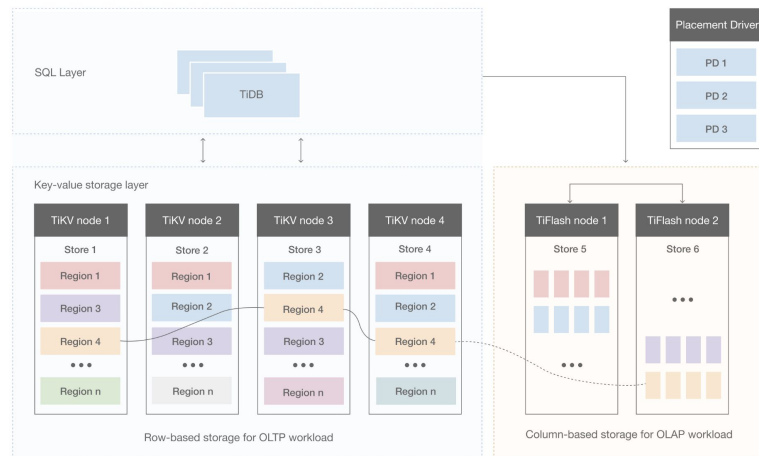 SQL Layer
TiDB
Placement Driver
PD 1
PD 2
PD 3
Key-value storage layer
TiKV node 1
Store 1
Region 1
Region 3
Region 4
Region n
TiKV node 2
Store 2
Region 1
Region 2
Region 3
Region n
TiKV node 3
Store 3
Region 2
Region 4
Region 3
Region n
TiKV node 4
Store 4
Region 1
Region 2
Region 4
Region n
Row-based storage for OLTP workload
TiFlash node 1
Store 5
TiFlash node 2
Store 6
Column-based storage for OLAP workload